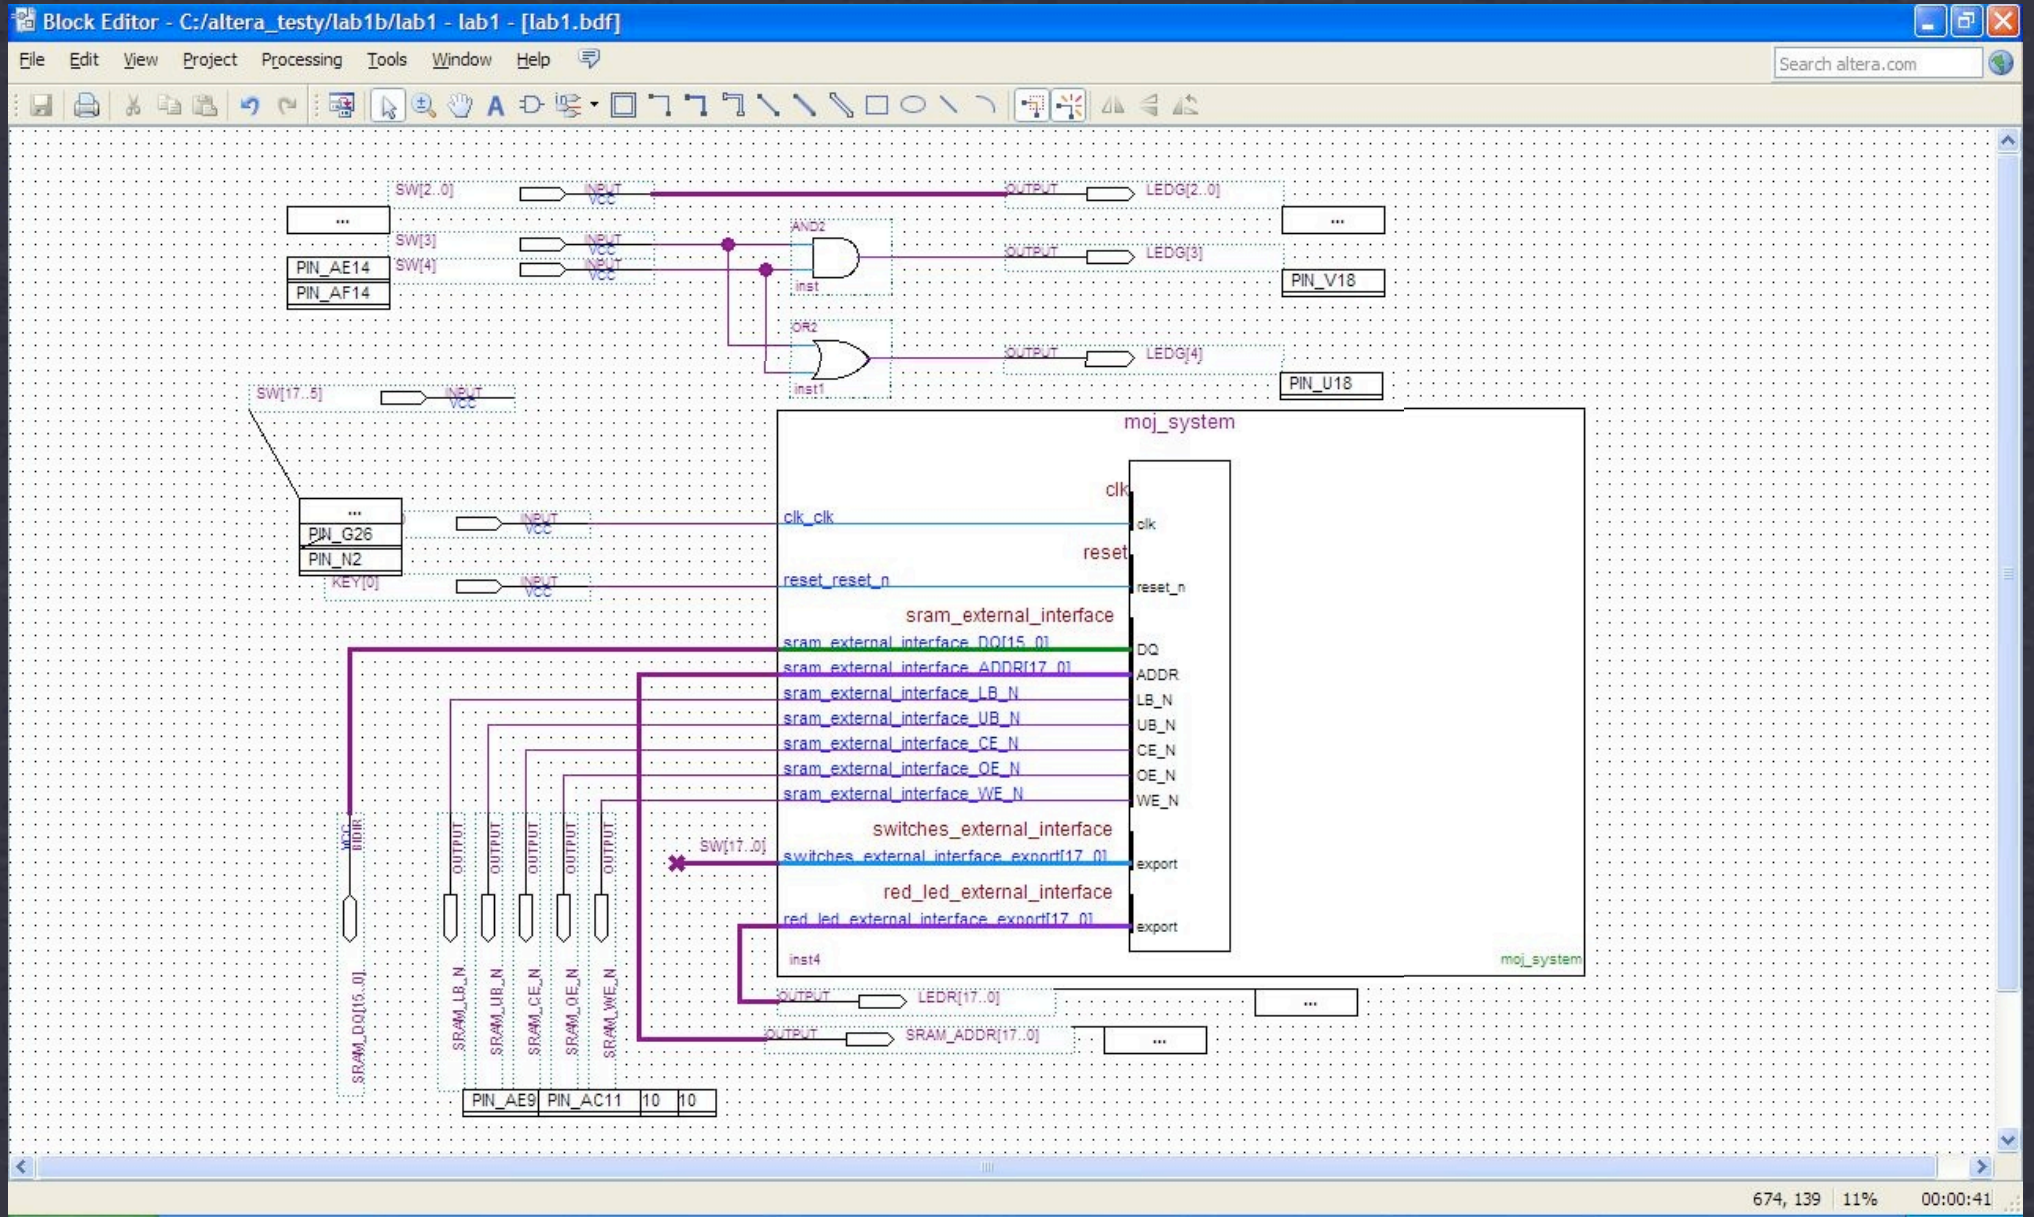 Block Editor - C:/altera_testy/lab1b/lab1 - lab1 - [lab1.bdf]
File Edit View Project Processing Tools Window Help
Search altera.com
SW[2..0] INPUT VCC OUTPUT LEDG[2..0]
...
...
SW[3] INPUT VCC AND2 OUTPUT LEDG[3]
PIN_AE14 SW[4] INPUT VCC
PIN_AF14
inst
PIN_V18
OR2
OUTPUT LEDG[4]
inst1
PIN_U18
SW[17..5] INPUT VCC
moj_system
clk
...
clk_clk
INPUT VCC
clk
PIN_G26
PIN_N2
reset
KEY[0] INPUT VCC
reset_reset_n
reset_n
sram_external_interface
sram_external_interface_DQ[15..0] DQ
sram_external_interface_ADDR[17..0] ADDR
sram_external_interface_LB_N LB_N
sram_external_interface_UB_N UB_N
sram_external_interface_CE_N CE_N
sram_external_interface_OE_N OE_N
sram_external_interface_WE_N WE_N
switches_external_interface
SW[17..0] switches_external_interface_export[17..0] export
red_led_external_interface
red_led_external_interface_export[17..0] export
inst4
moj_system
VCC BIDIR
OUTPUT
OUTPUT
OUTPUT
OUTPUT
OUTPUT
SRAM_DQ[15..0]
SRAM_LB_N
SRAM_UB_N
SRAM_CE_N
SRAM_OE_N
SRAM_WE_N
OUTPUT LEDR[17..0] ...
OUTPUT SRAM_ADDR[17..0] ...
PIN_AE9 PIN_AC11 10 10
674, 139 11% 00:00:41